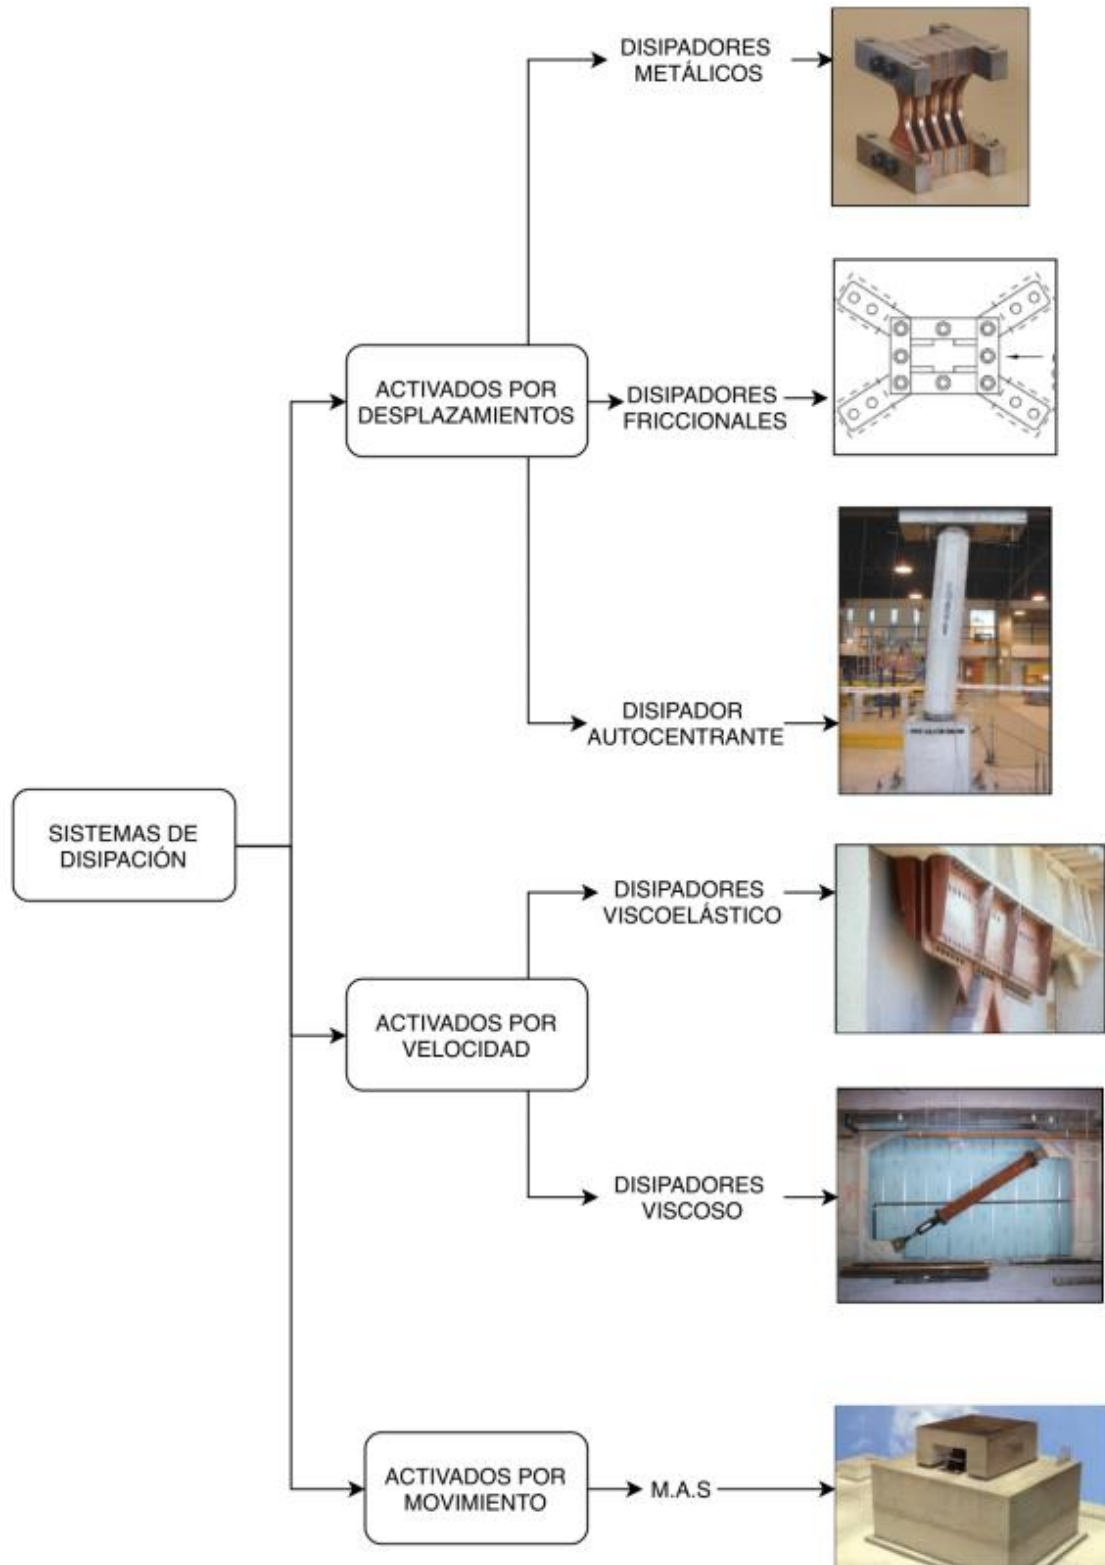 DISIPADORES
METÁLICOS
ACTIVADOS POR
DESPLAZAMIENTOS
DISIPADORES
FRICCIONALES
DISIPADOR
AUTOCENTRANTE
SISTEMAS DE
DISIPACIÓN
DISIPADORES
VISCOELÁSTICO
ACTIVADOS POR
VELOCIDAD
DISIPADORES
VISCOSO
ACTIVADOS POR
MOVIMIENTO
M.A.S